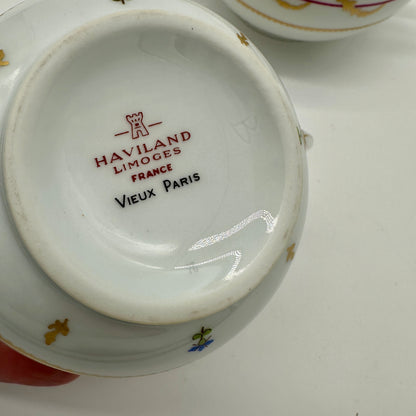 HAVILAND
LIMOGES
FRANCE
VIEUX PARIS